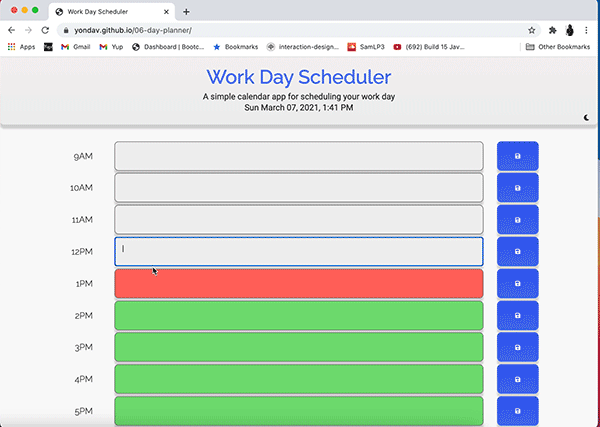 Work Day Scheduler
yondav.github.io/06-day-planner/
Apps Gmail Yup Dashboard | Bootc... Bookmarks interaction-design... SamLP3 (692) Build 15 Jav... Other Bookmarks
Work Day Scheduler
A simple calendar app for scheduling your work day
Sun March 07, 2021, 1:41 PM
9AM
10AM
11AM
12PM
1PM
2PM
3PM
4PM
5PM